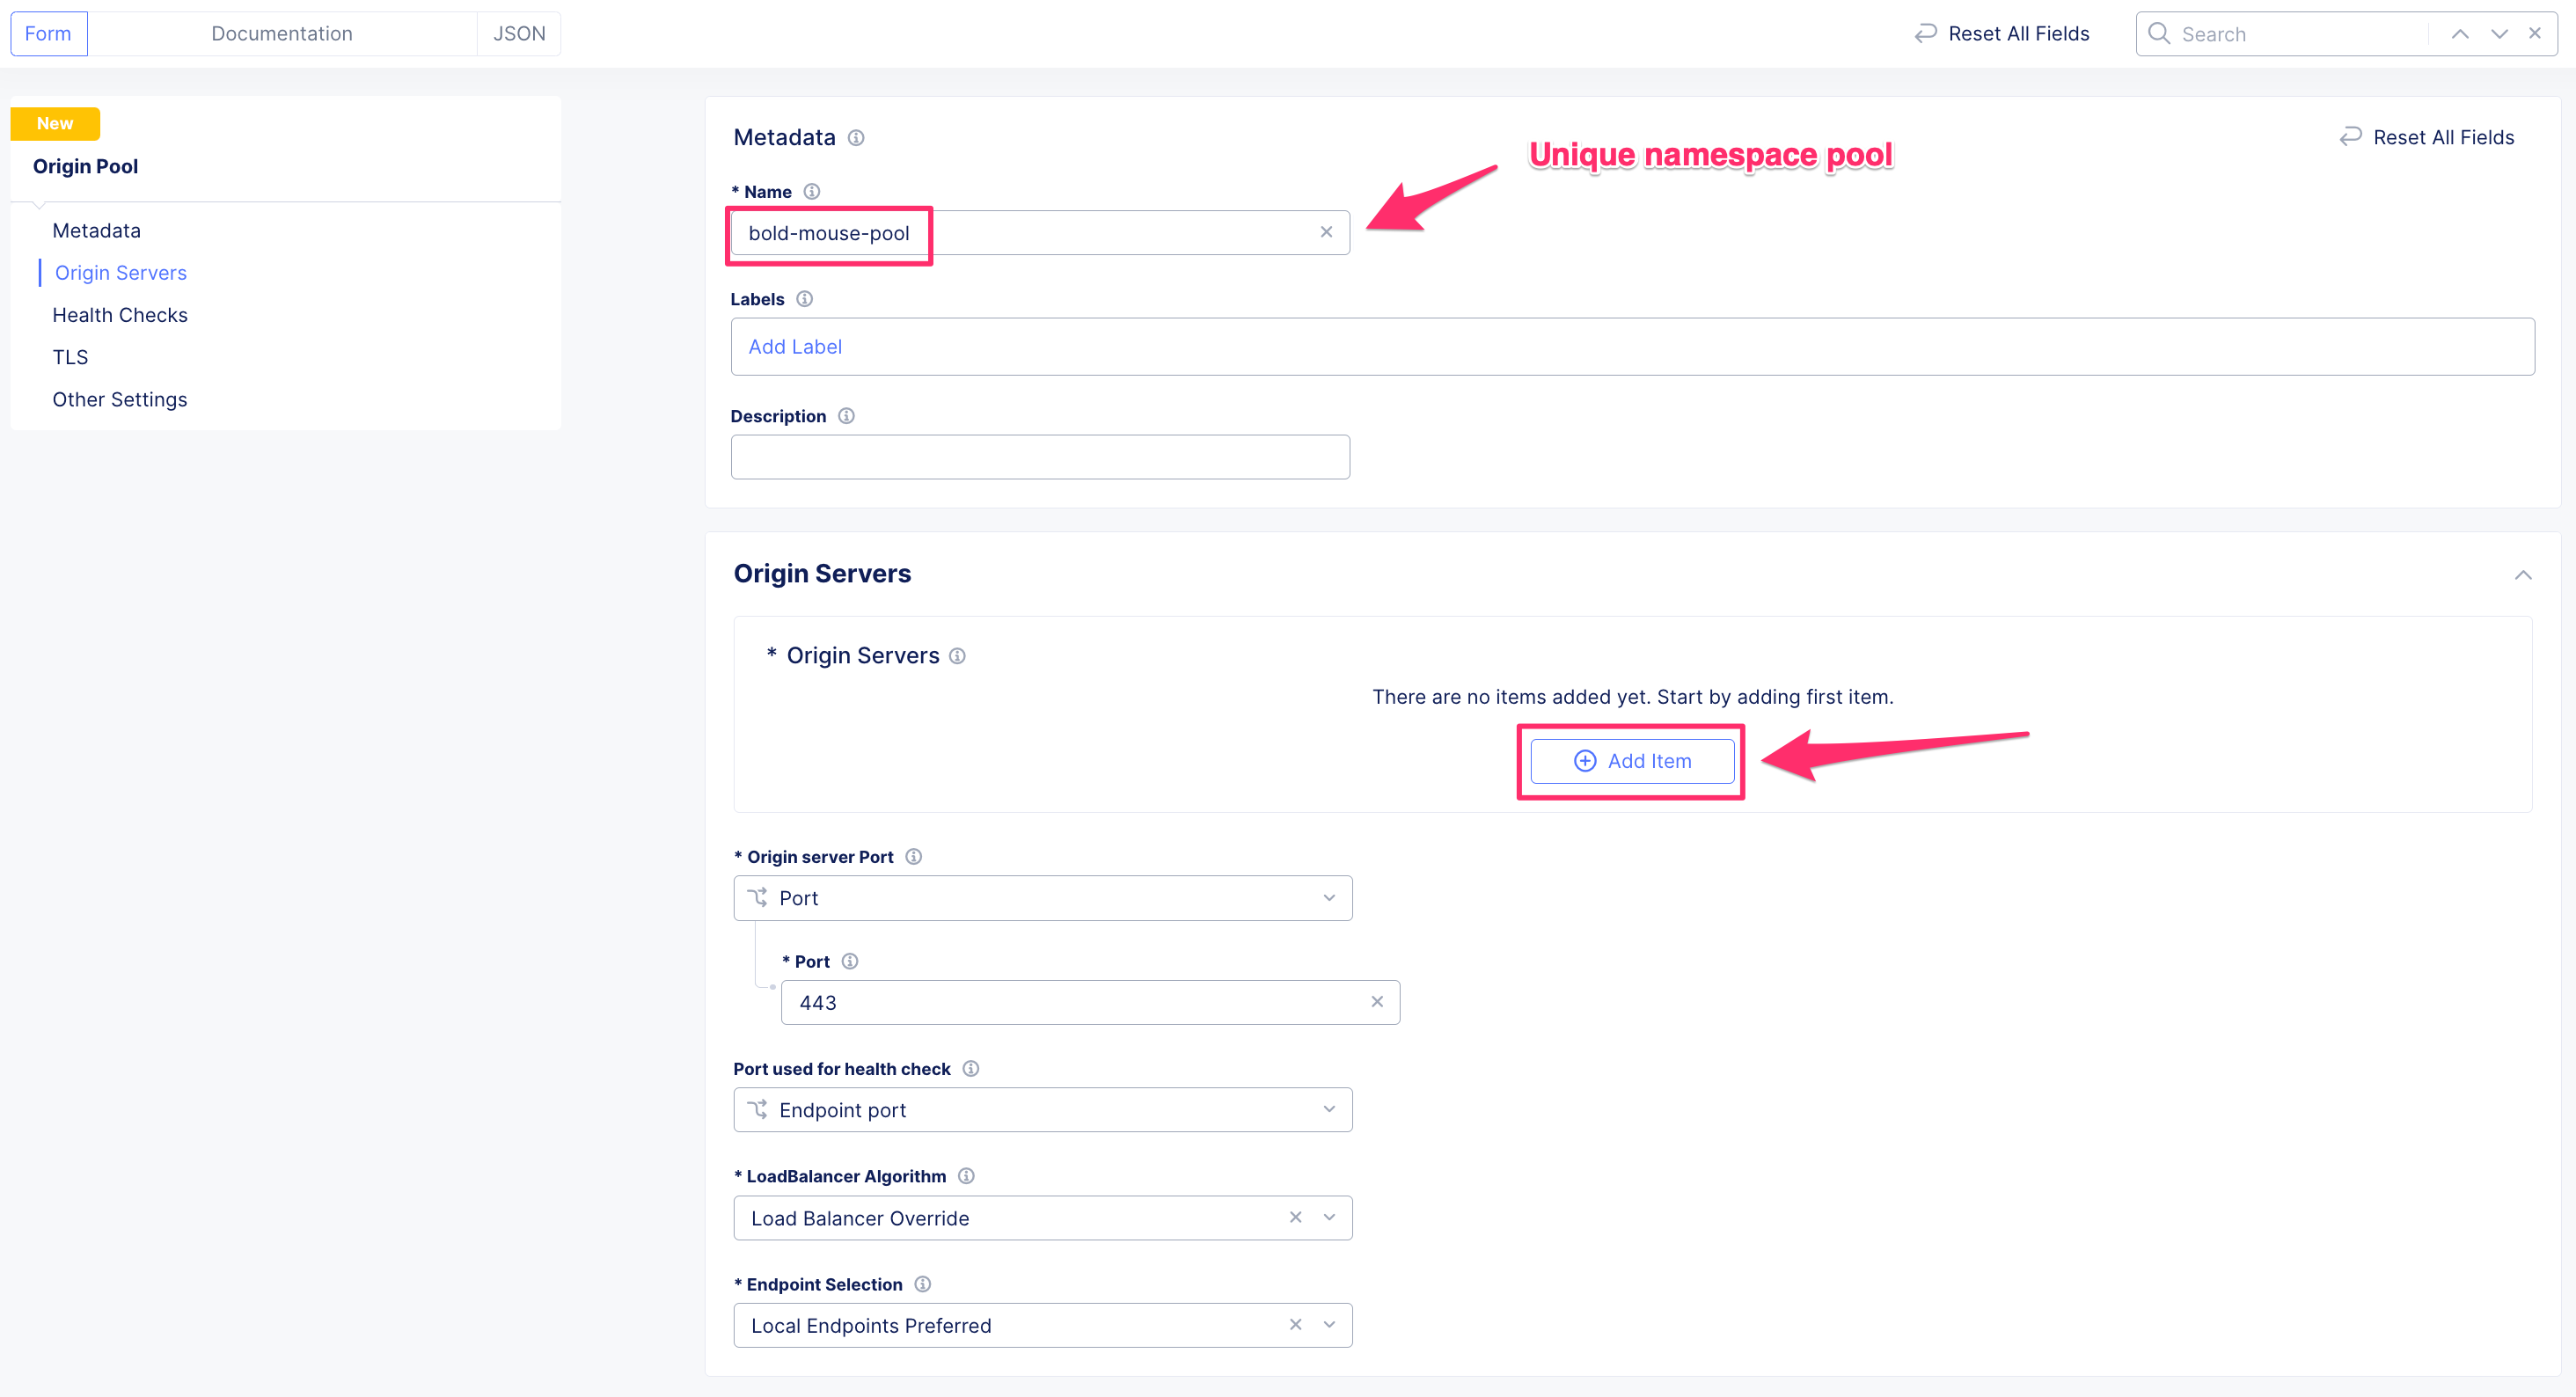 Form
Documentation
JSON
Reset All Fields
Search
New
Origin Pool
Metadata
Origin Servers
Health Checks
TLS
Other Settings
Metadata
Reset All Fields
Unique namespace pool
* Name
bold-mouse-pool
Labels
Add Label
Description
Origin Servers
* Origin Servers
There are no items added yet. Start by adding first item.
Add Item
* Origin server Port
Port
* Port
443
Port used for health check
Endpoint port
* LoadBalancer Algorithm
Load Balancer Override
* Endpoint Selection
Local Endpoints Preferred